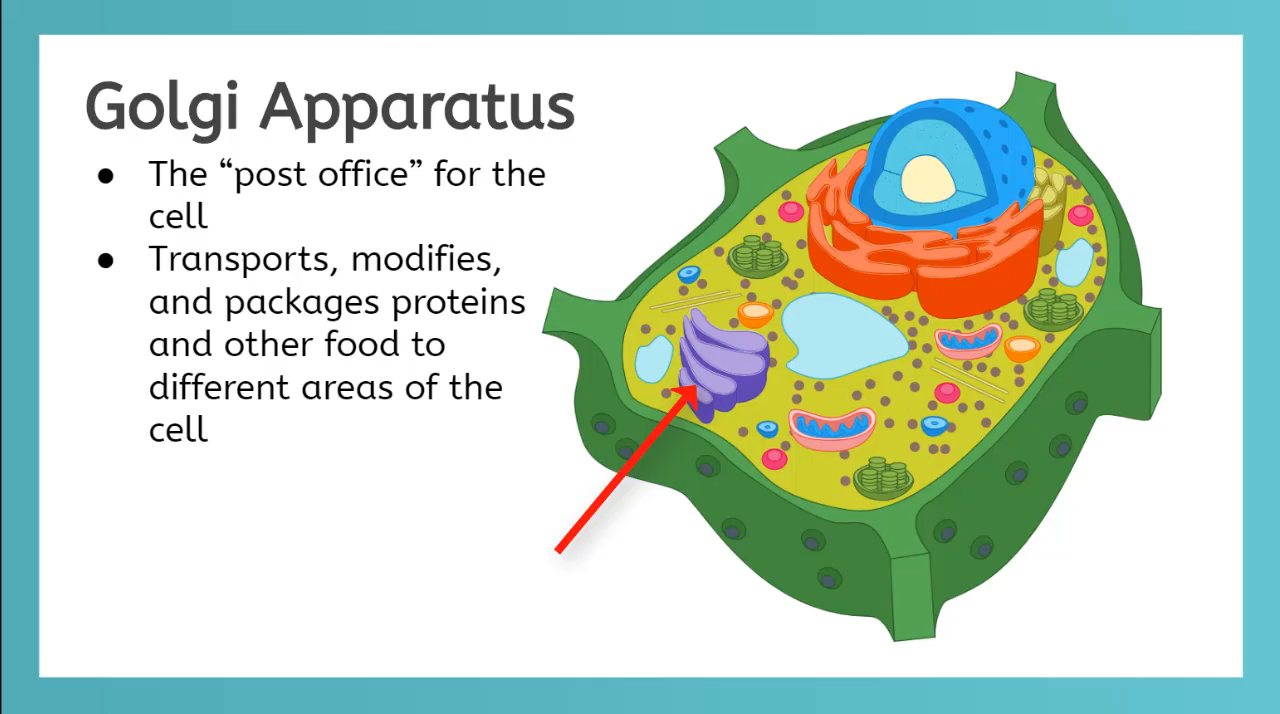 Golgi Apparatus
● The “post office” for the
cell
● Transports, modifies,
and packages proteins
and other food to
different areas of the
cell